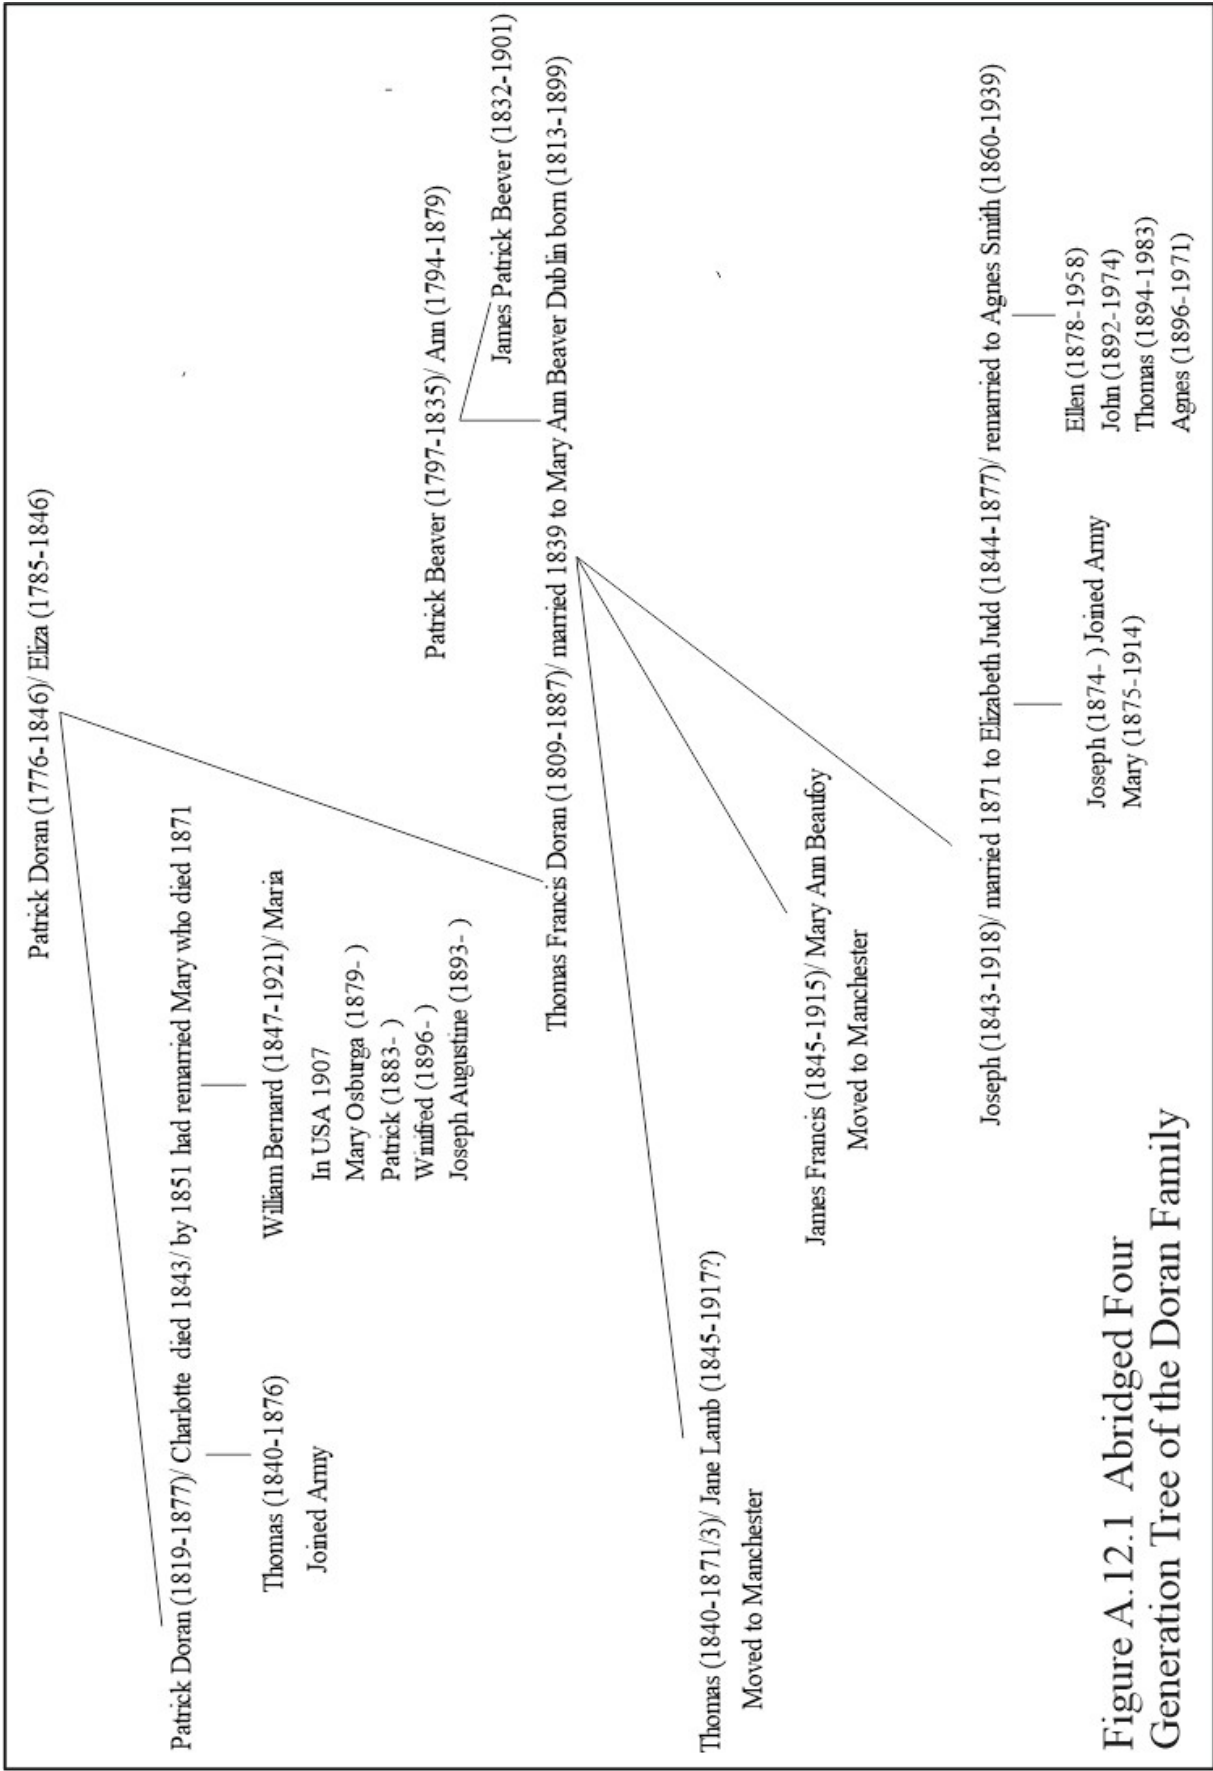 Patrick Doran (1776-1846)/ Eliza (1785-1846)
Patrick Doran (1819-1877)/ Charlotte died 1843/ by 1851 had remarried Mary who died 1871
Thomas (1840-1876)
Joined Army
William Bernard (1847-1921)/ Maria
In USA 1907
Mary Osburga (1879- )
Patrick (1883- )
Winifred (1896- )
Joseph Augustine (1893- )
Patrick Beaver (1797-1835)/ Ann (1794-1879)
James Patrick Beever (1832-1901)
Thomas Francis Doran (1809-1887)/ married 1839 to Mary Ann Beaver Dublin born (1813-1899)
Thomas (1840-1871/3)/ Jane Lamb (1845-1917?)
Moved to Manchester
James Francis (1845-1915)/ Mary Ann Beaufoy
Moved to Manchester
Joseph (1843-1918)/ married 1871 to Elizabeth Judd (1844-1877)/ remarried to Agnes Smith (1860-1939)
Joseph (1874- ) Joined Army
Mary (1875-1914)
Ellen (1878-1958)
John (1892-1974)
Thomas (1894-1983)
Agnes (1896-1971)
Figure A.12.1 Abridged Four
Generation Tree of the Doran Family